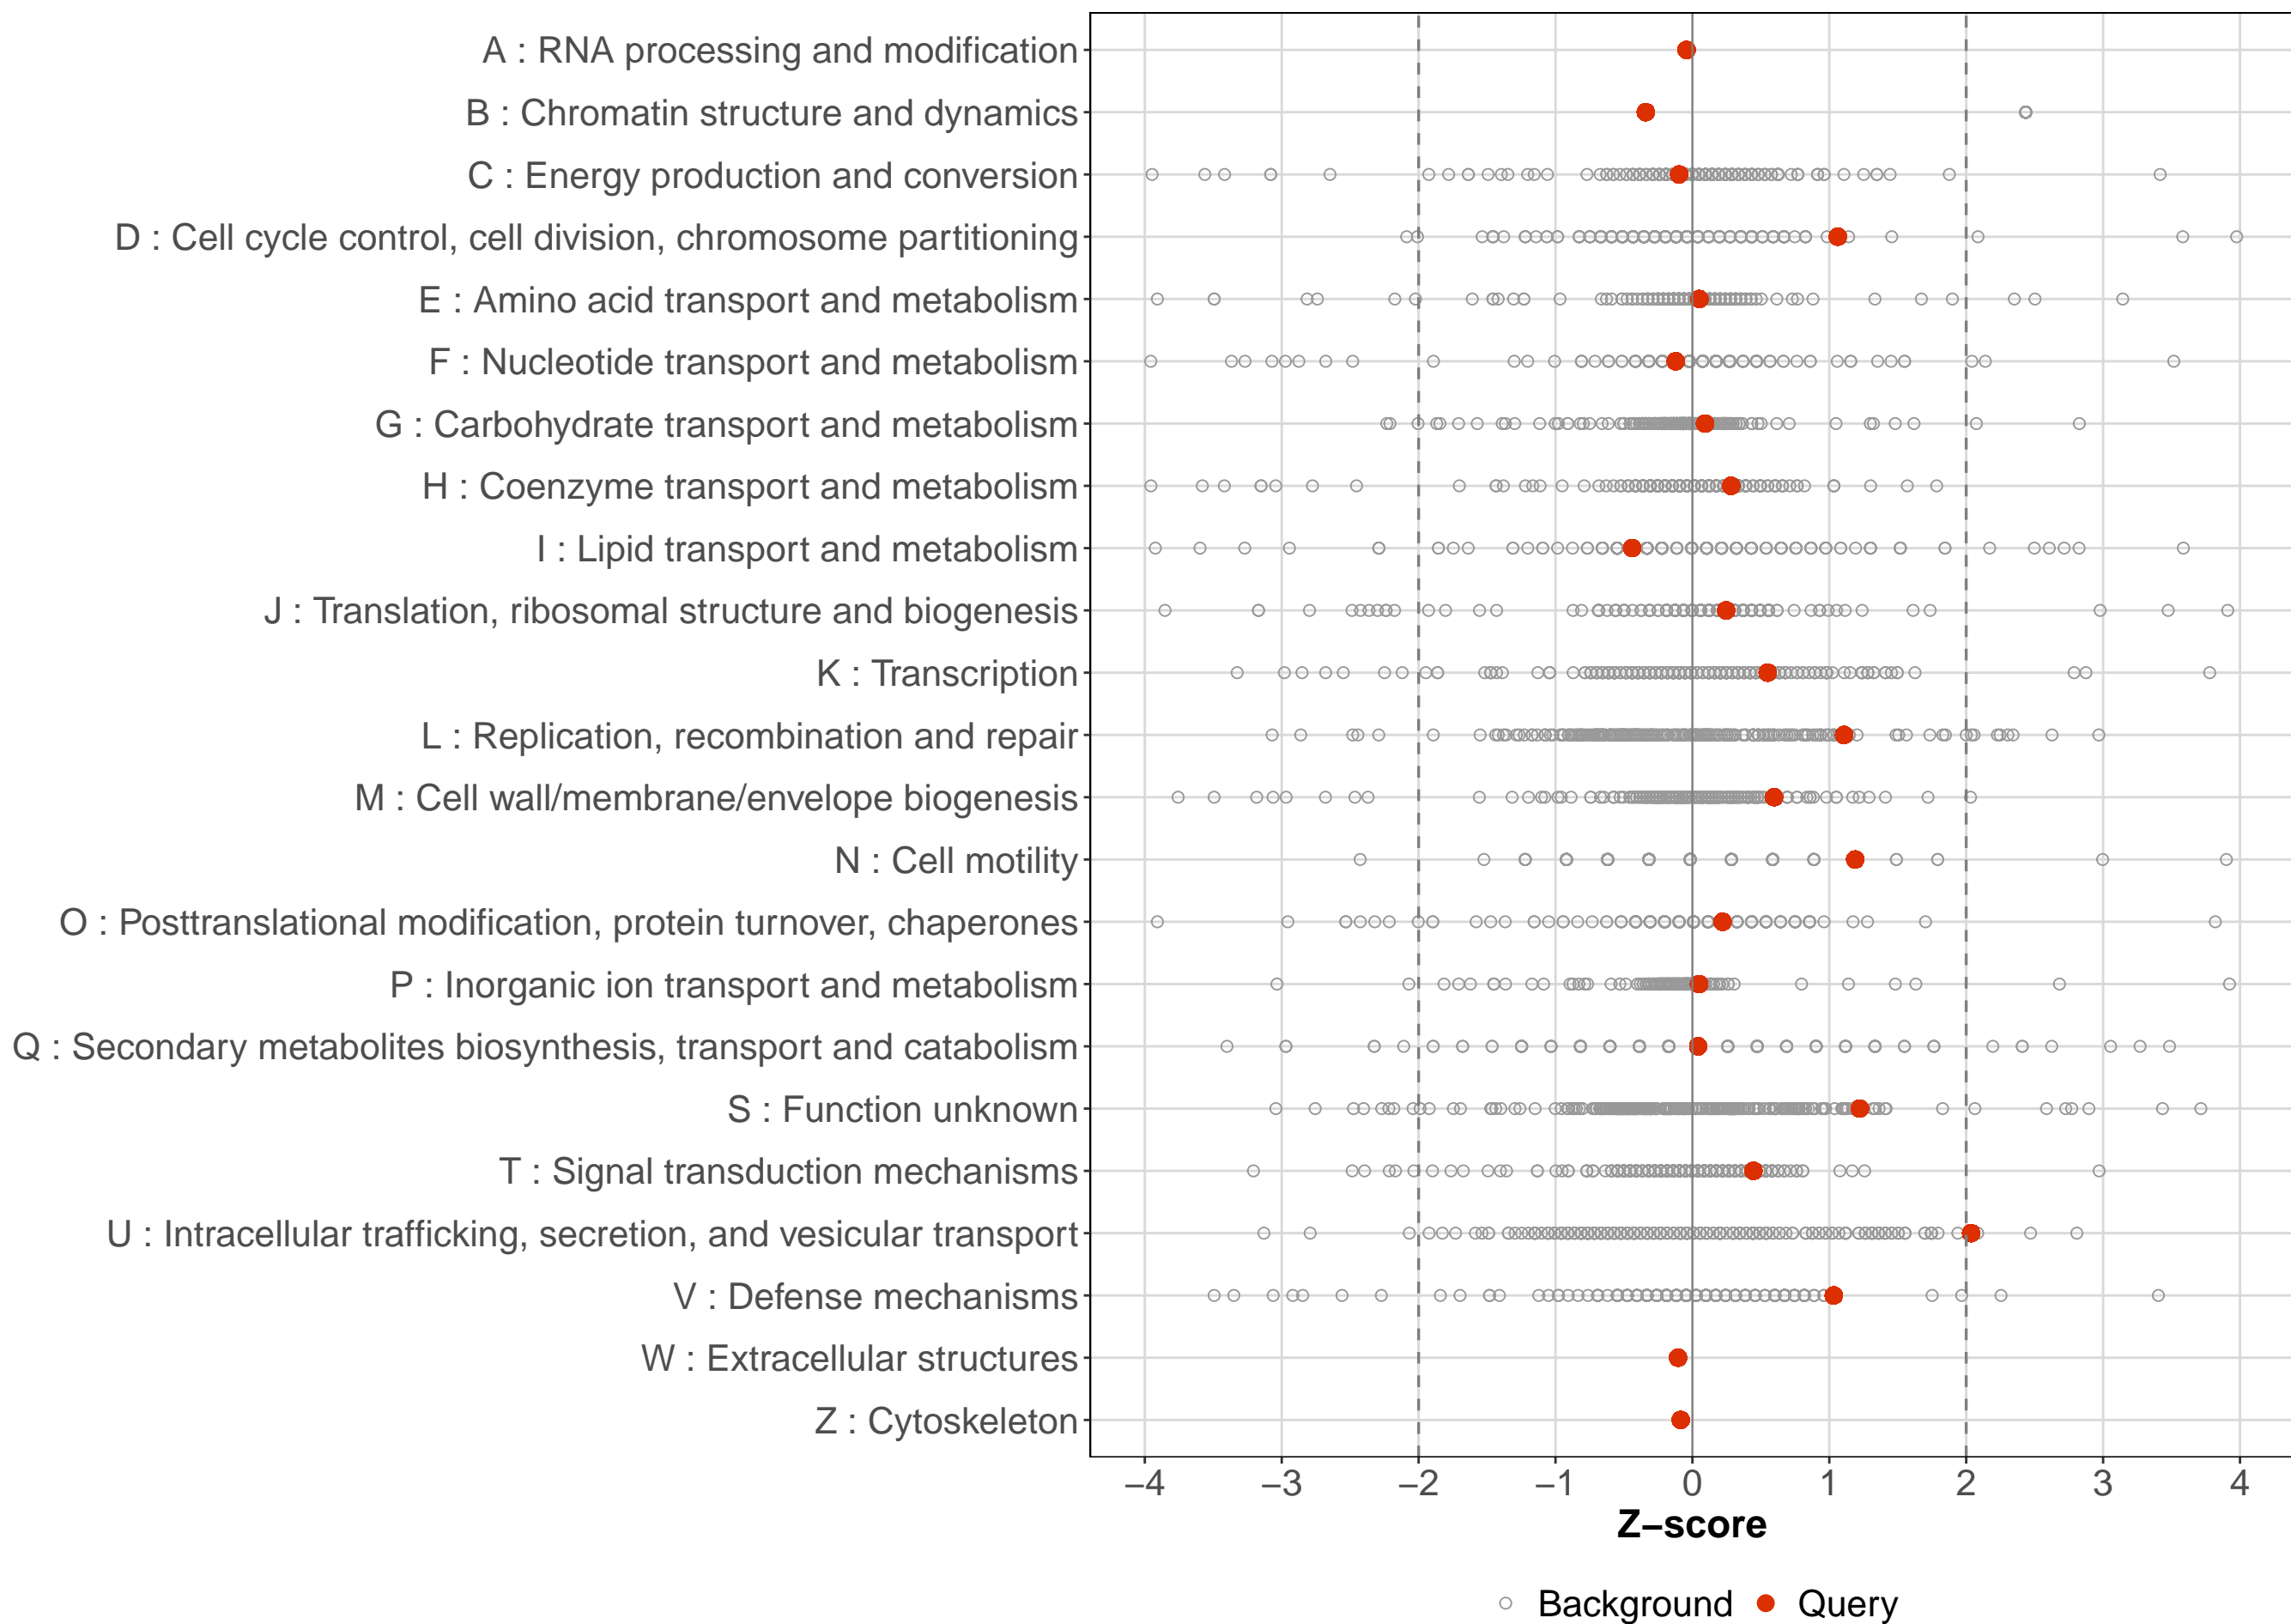 A : RNA processing and modification
B : Chromatin structure and dynamics
C : Energy production and conversion
D : Cell cycle control, cell division, chromosome partitioning
E : Amino acid transport and metabolism
F : Nucleotide transport and metabolism
G : Carbohydrate transport and metabolism
H : Coenzyme transport and metabolism
I : Lipid transport and metabolism
J : Translation, ribosomal structure and biogenesis
K : Transcription
L : Replication, recombination and repair
M : Cell wall/membrane/envelope biogenesis
N : Cell motility
O : Posttranslational modification, protein turnover, chaperones
P : Inorganic ion transport and metabolism
Q : Secondary metabolites biosynthesis, transport and catabolism
S : Function unknown
T : Signal transduction mechanisms
U : Intracellular trafficking, secretion, and vesicular transport
V : Defense mechanisms
W : Extracellular structures
Z : Cytoskeleton
−4 −3 −2 −1 0 1 2 3 4
Z−score
Background Query